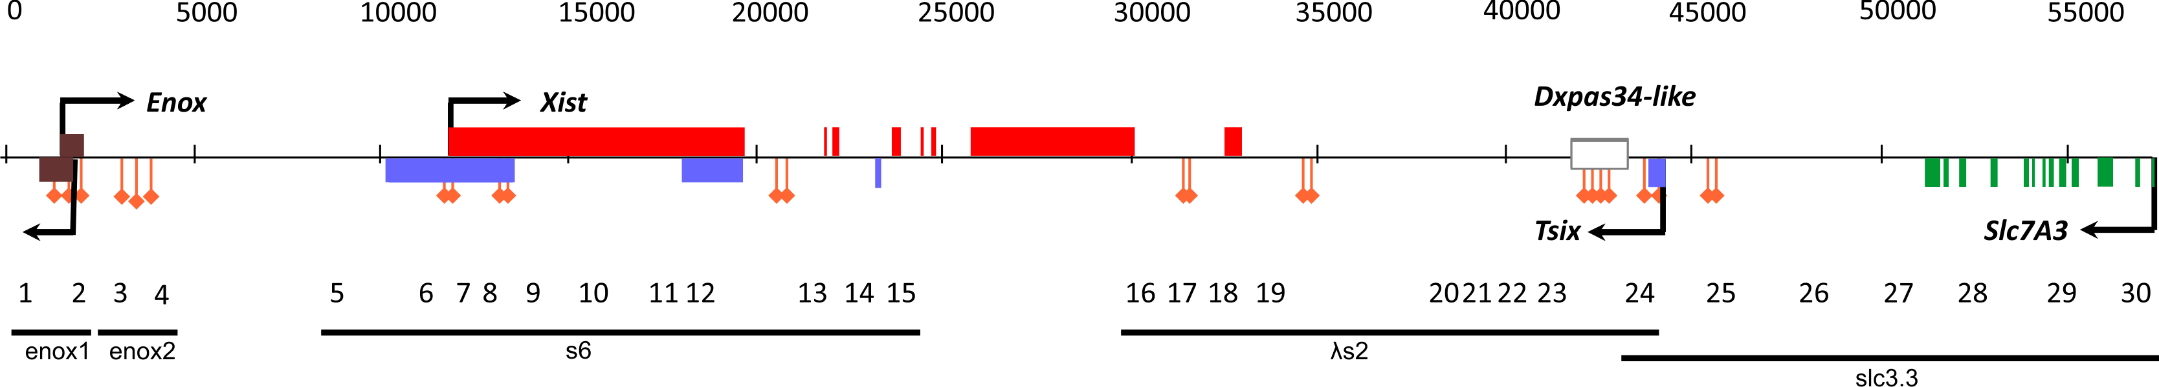 0 5000 10000 15000 20000 25000 30000 35000 40000 45000 50000 55000
Enox Xist Dxpas34-like
Tsix Slc7A3
1 2 3 4 5 6 7 8 9 10 11 12 13 14 15 16 17 18 19 20 21 22 23 24 25 26 27 28 29 30
enox1 enox2 s6 λs2
slc3.3